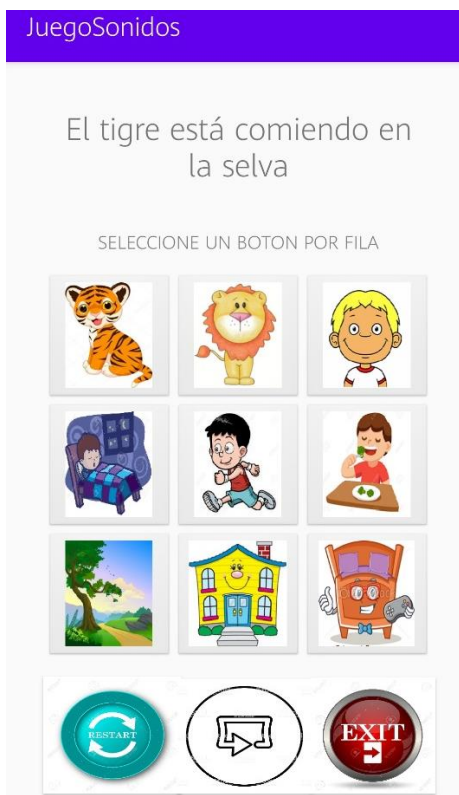 JuegoSonidos
El tigre está comiendo en
la selva
SELECCIONE UN BOTON POR FILA
RESTART
EXIT